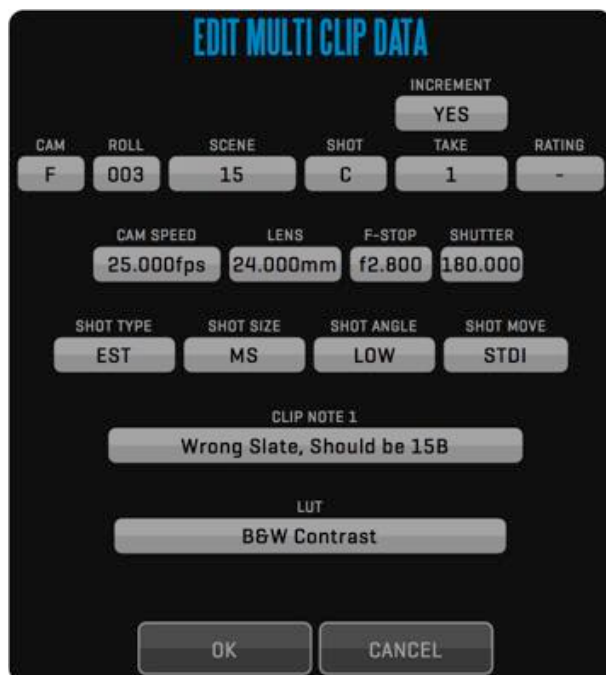 EDIT MULTI CLIP DATA
INCREMENT
YES
CAM ROLL SCENE SHOT TAKE RATING
F 003 15 C 1 -
CAM SPEED LENS F-STOP SHUTTER
25.000fps 24.000mm f2.800 180.000
SHOT TYPE SHOT SIZE SHOT ANGLE SHOT MOVE
EST MS LOW STDI
CLIP NOTE 1
Wrong Slate, Should be 15B
LUT
B&W Contrast
OK CANCEL